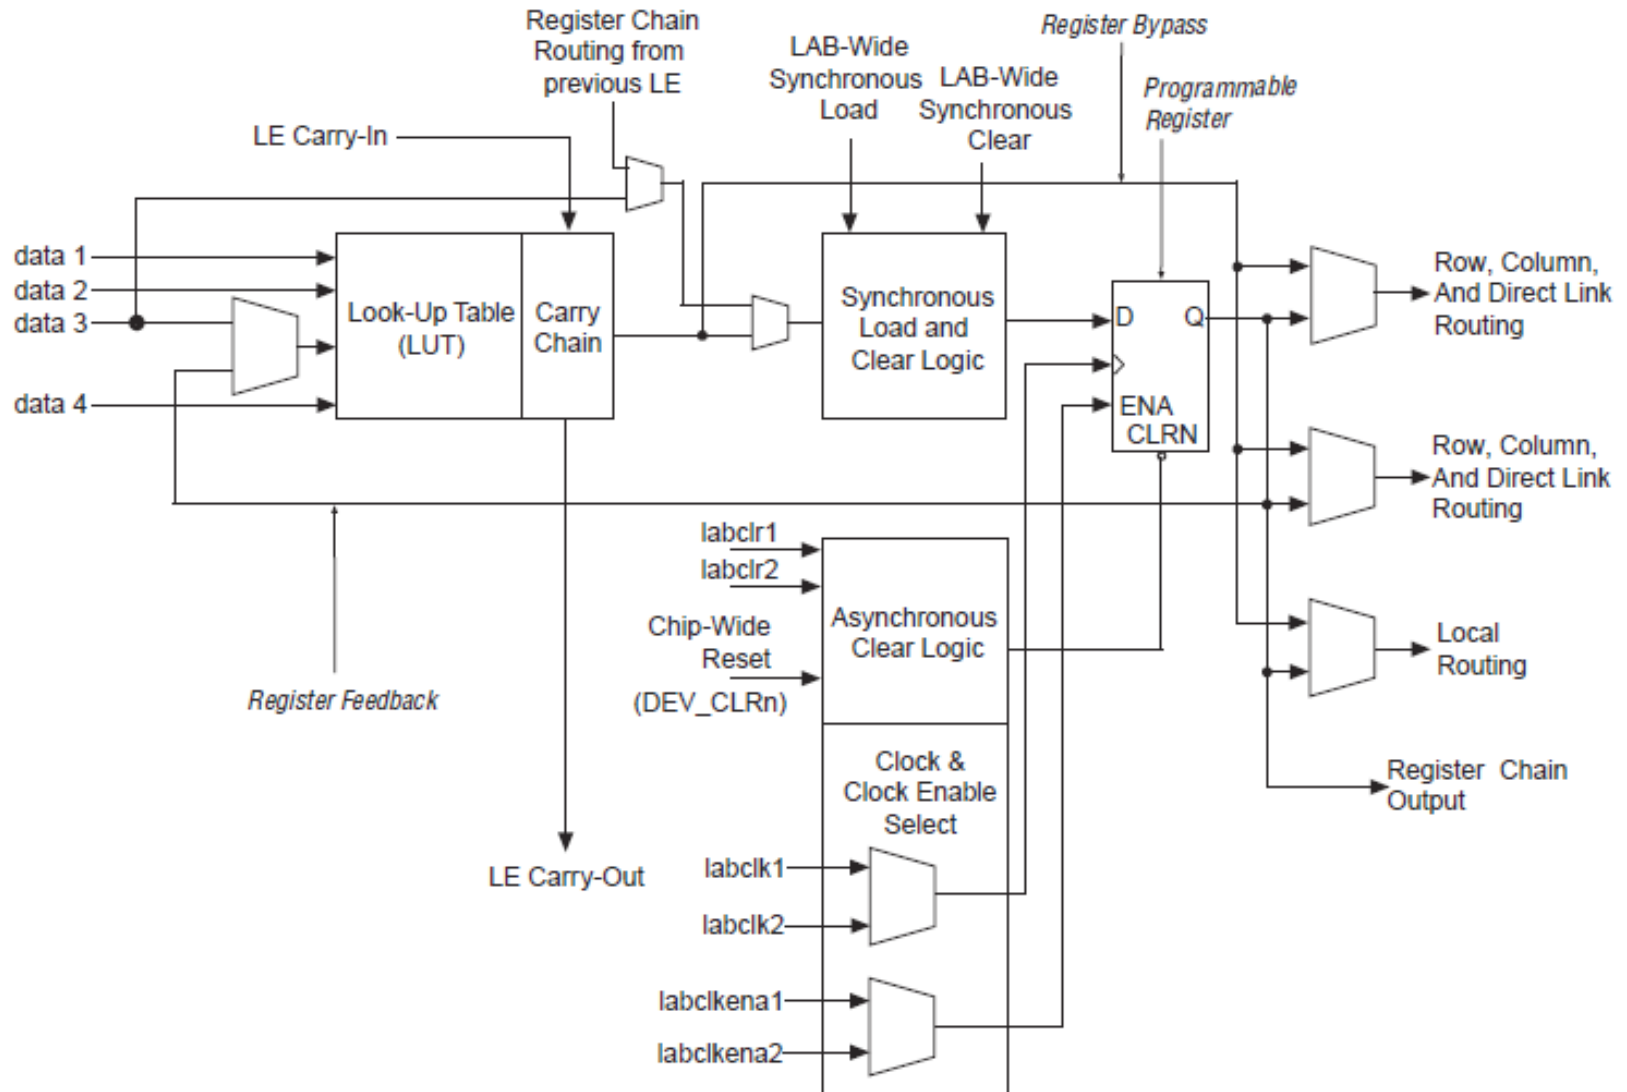 Register Chain
Routing from
previous LE
LAB-Wide
Synchronous
Load
LAB-Wide
Synchronous
Clear
Register Bypass
Programmable
Register
LE Carry-In
data 1
data 2
data 3
data 4
Look-Up Table
(LUT)
Carry
Chain
Synchronous
Load and
Clear Logic
D
Q
ENA
CLRN
Row, Column,
And Direct Link
Routing
Row, Column,
And Direct Link
Routing
Local
Routing
Register Chain
Output
Register Feedback
labclr1
labclr2
Chip-Wide
Reset
(DEV_CLRn)
Asynchronous
Clear Logic
Clock &
Clock Enable
Select
LE Carry-Out
labclk1
labclk2
labclkena1
labclkena2